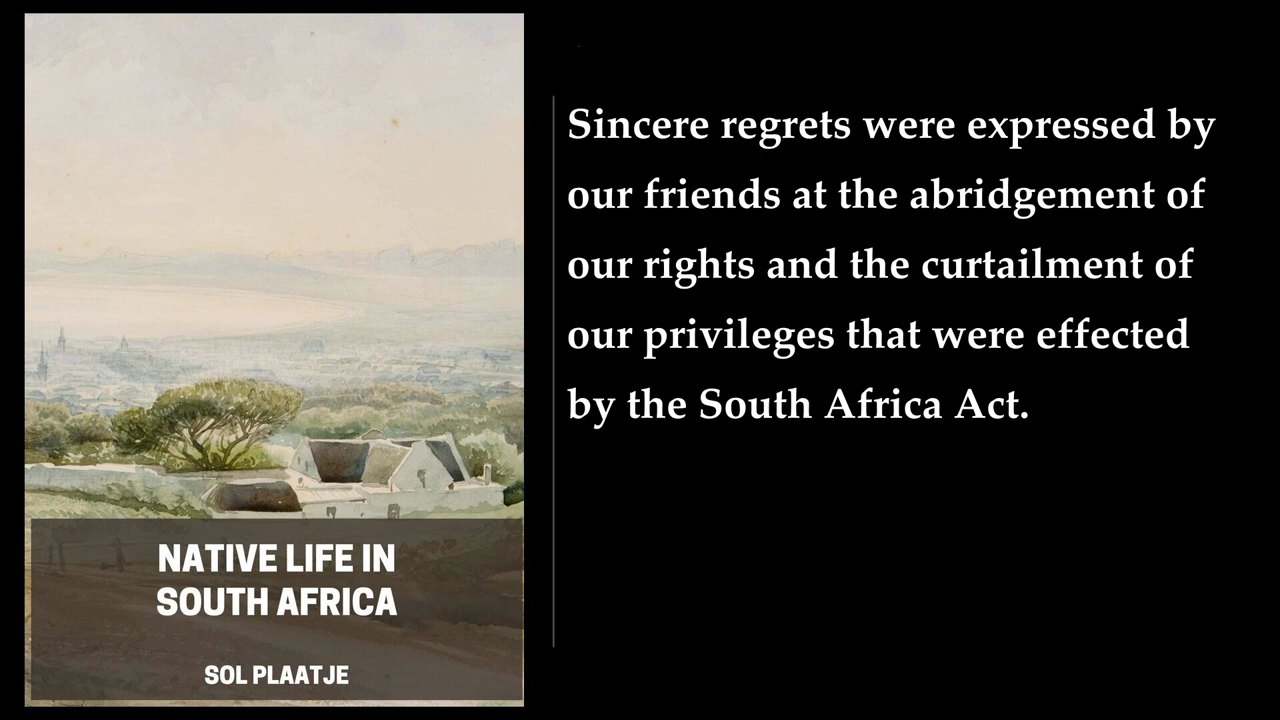 NATIVE LIFE IN
SOUTH AFRICA
SOL PLAATJE
Sincere regrets were expressed by
our friends at the abridgement of
our rights and the curtailment of
our privileges that were effected
by the South Africa Act.